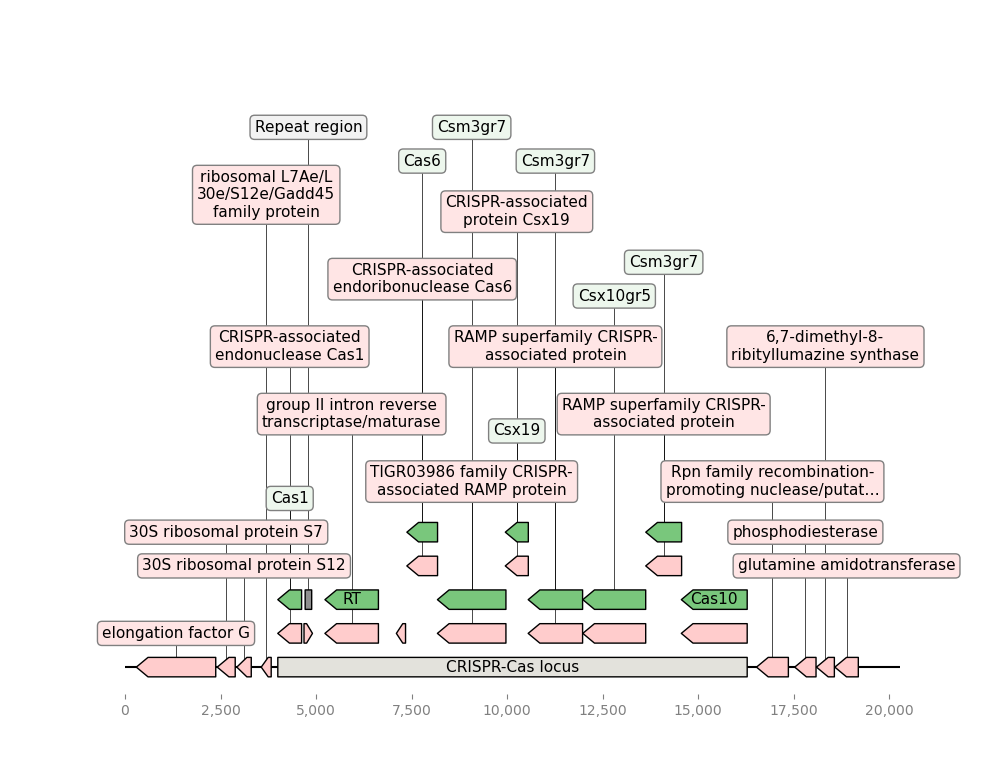 Repeat region
Csm3gr7
Cas6
Csm3gr7
ribosomal L7Ae/L
30e/S12e/Gadd45
family protein
CRISPR-associated
protein Csx19
Csm3gr7
CRISPR-associated
endoribonuclease Cas6
Csx10gr5
CRISPR-associated
endonuclease Cas1
RAMP superfamily CRISPR-
associated protein
6,7-dimethyl-8-
ribityllumazine synthase
group II intron reverse
transcriptase/maturase
RAMP superfamily CRISPR-
associated protein
Csx19
TIGR03986 family CRISPR-
associated RAMP protein
Rpn family recombination-
promoting nuclease/putat...
Cas1
30S ribosomal protein S7
phosphodiesterase
30S ribosomal protein S12
glutamine amidotransferase
RT
Cas10
elongation factor G
CRISPR-Cas locus
0
2,500
5,000
7,500
10,000
12,500
15,000
17,500
20,000